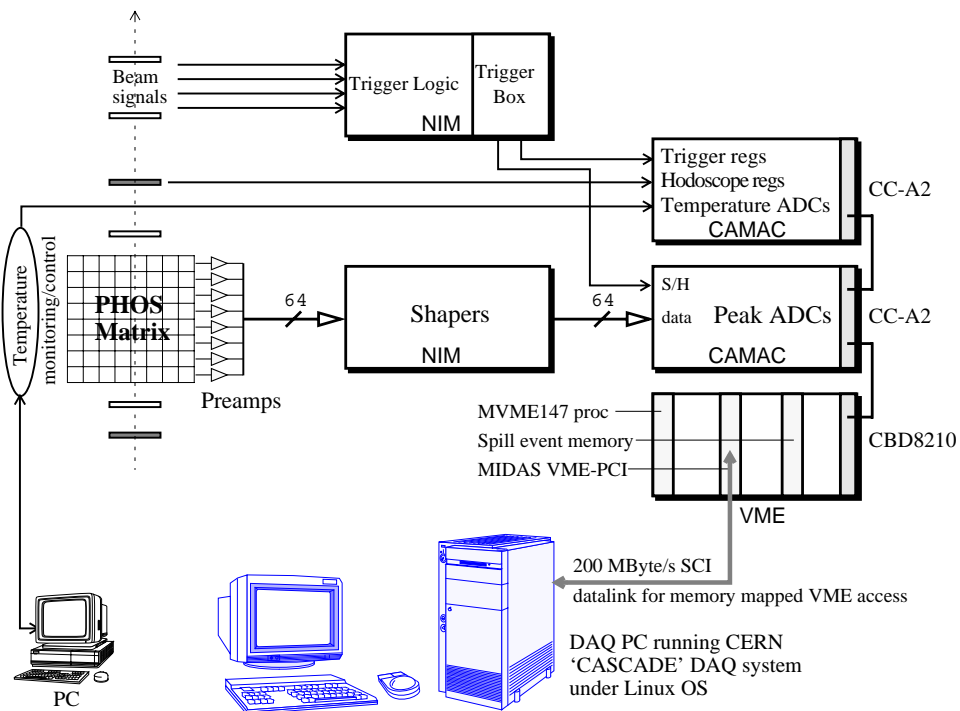 Beam
signals
Trigger Logic
NIM
Trigger
Box
Trigger regs
Hodoscope regs
Temperature ADCs
CAMAC
CC-A2
Temperature
monitoring/control
PHOS
Matrix
Preamps
64
Shapers
NIM
64
S/H
data
Peak ADCs
CAMAC
CC-A2
MVME147 proc
Spill event memory
MIDAS VME-PCI
CBD8210
VME
200 MByte/s SCI
datalink for memory mapped VME access
DAQ PC running CERN
‘CASCADE’ DAQ system
under Linux OS
PC